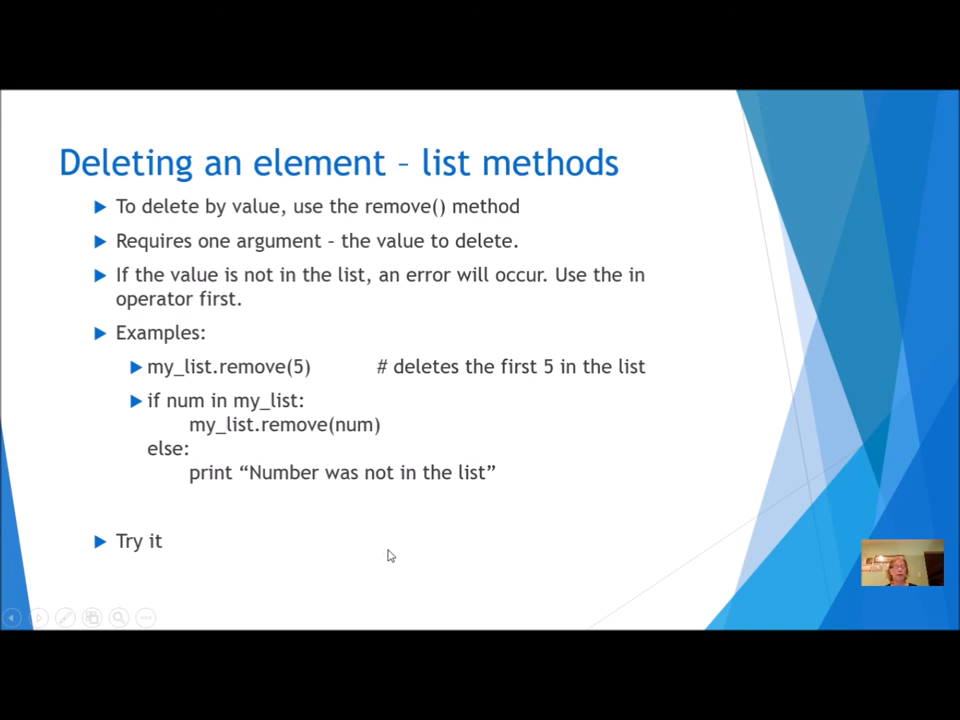 Deleting an element – list methods
To delete by value, use the remove() method
Requires one argument – the value to delete.
If the value is not in the list, an error will occur. Use the in
operator first.
Examples:
my_list.remove(5) # deletes the first 5 in the list
if num in my_list:
my_list.remove(num)
else:
print “Number was not in the list”
Try it